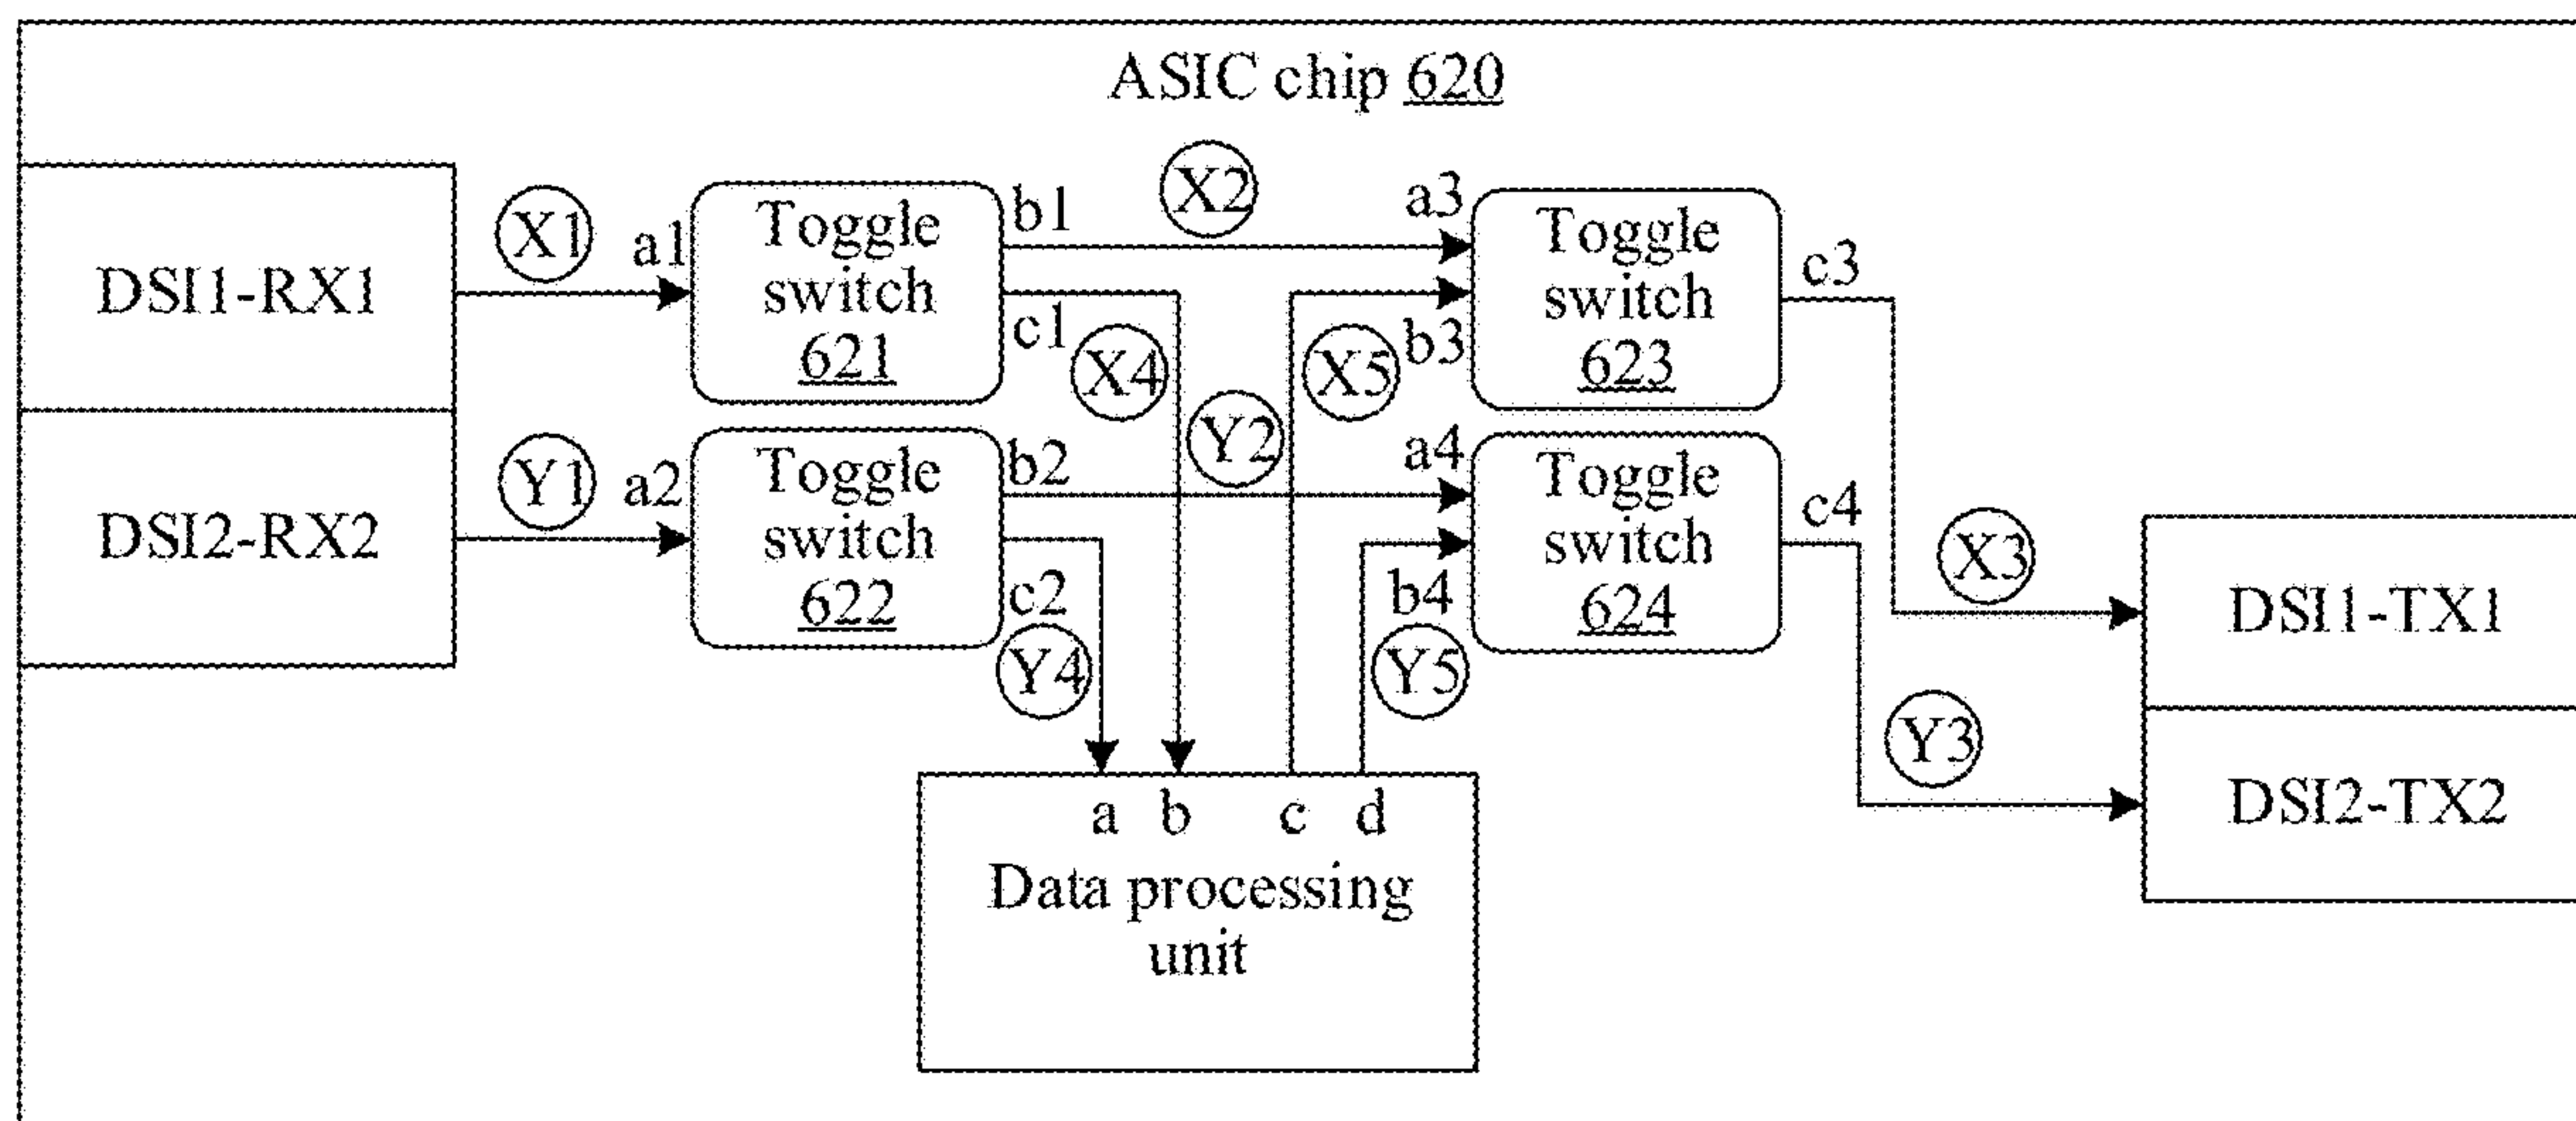 ASIC chip 620
DSI1-RX1
X1
a1
Toggle
switch
621
b1
c1
X2
X4
a3
b3
X5
Toggle
switch
623
c3
DSI2-RX2
Y1
a2
Toggle
switch
622
b2
c2
Y2
Y4
a4
b4
Y5
Toggle
switch
624
c4
X3
Y3
DSI1-TX1
DSI2-TX2
a b c d
Data processing
unit